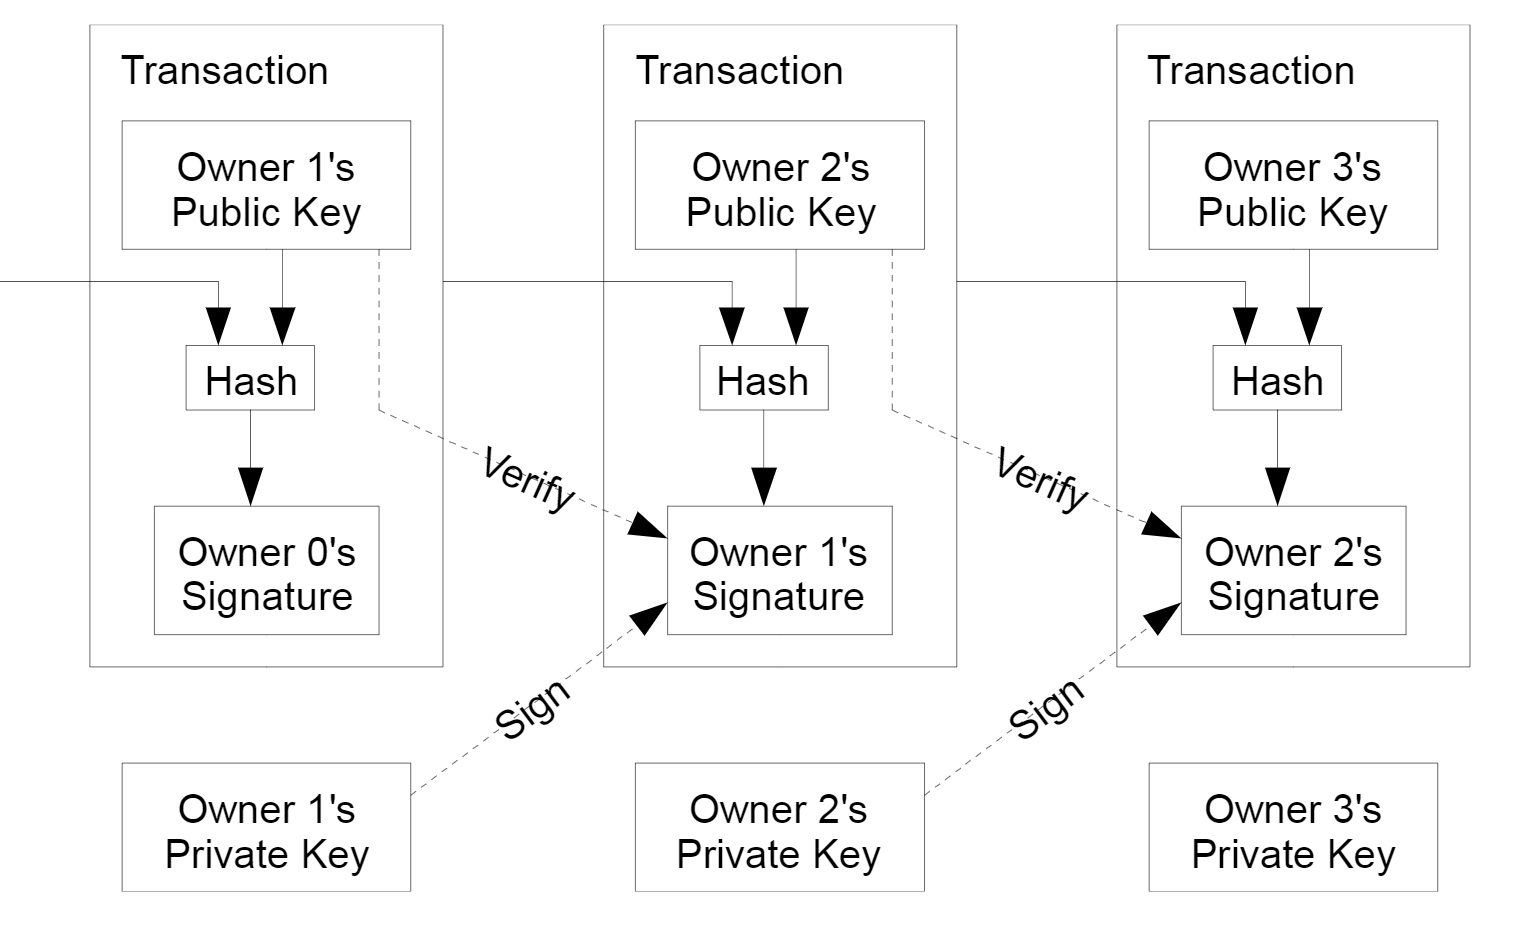 Transaction
Owner 1's
Public Key
Hash
Owner 0's
Signature
Transaction
Owner 2's
Public Key
Hash
Owner 1's
Signature
Transaction
Owner 3's
Public Key
Hash
Owner 2's
Signature
Verify
Verify
Sign
Sign
Owner 1's
Private Key
Owner 2's
Private Key
Owner 3's
Private Key